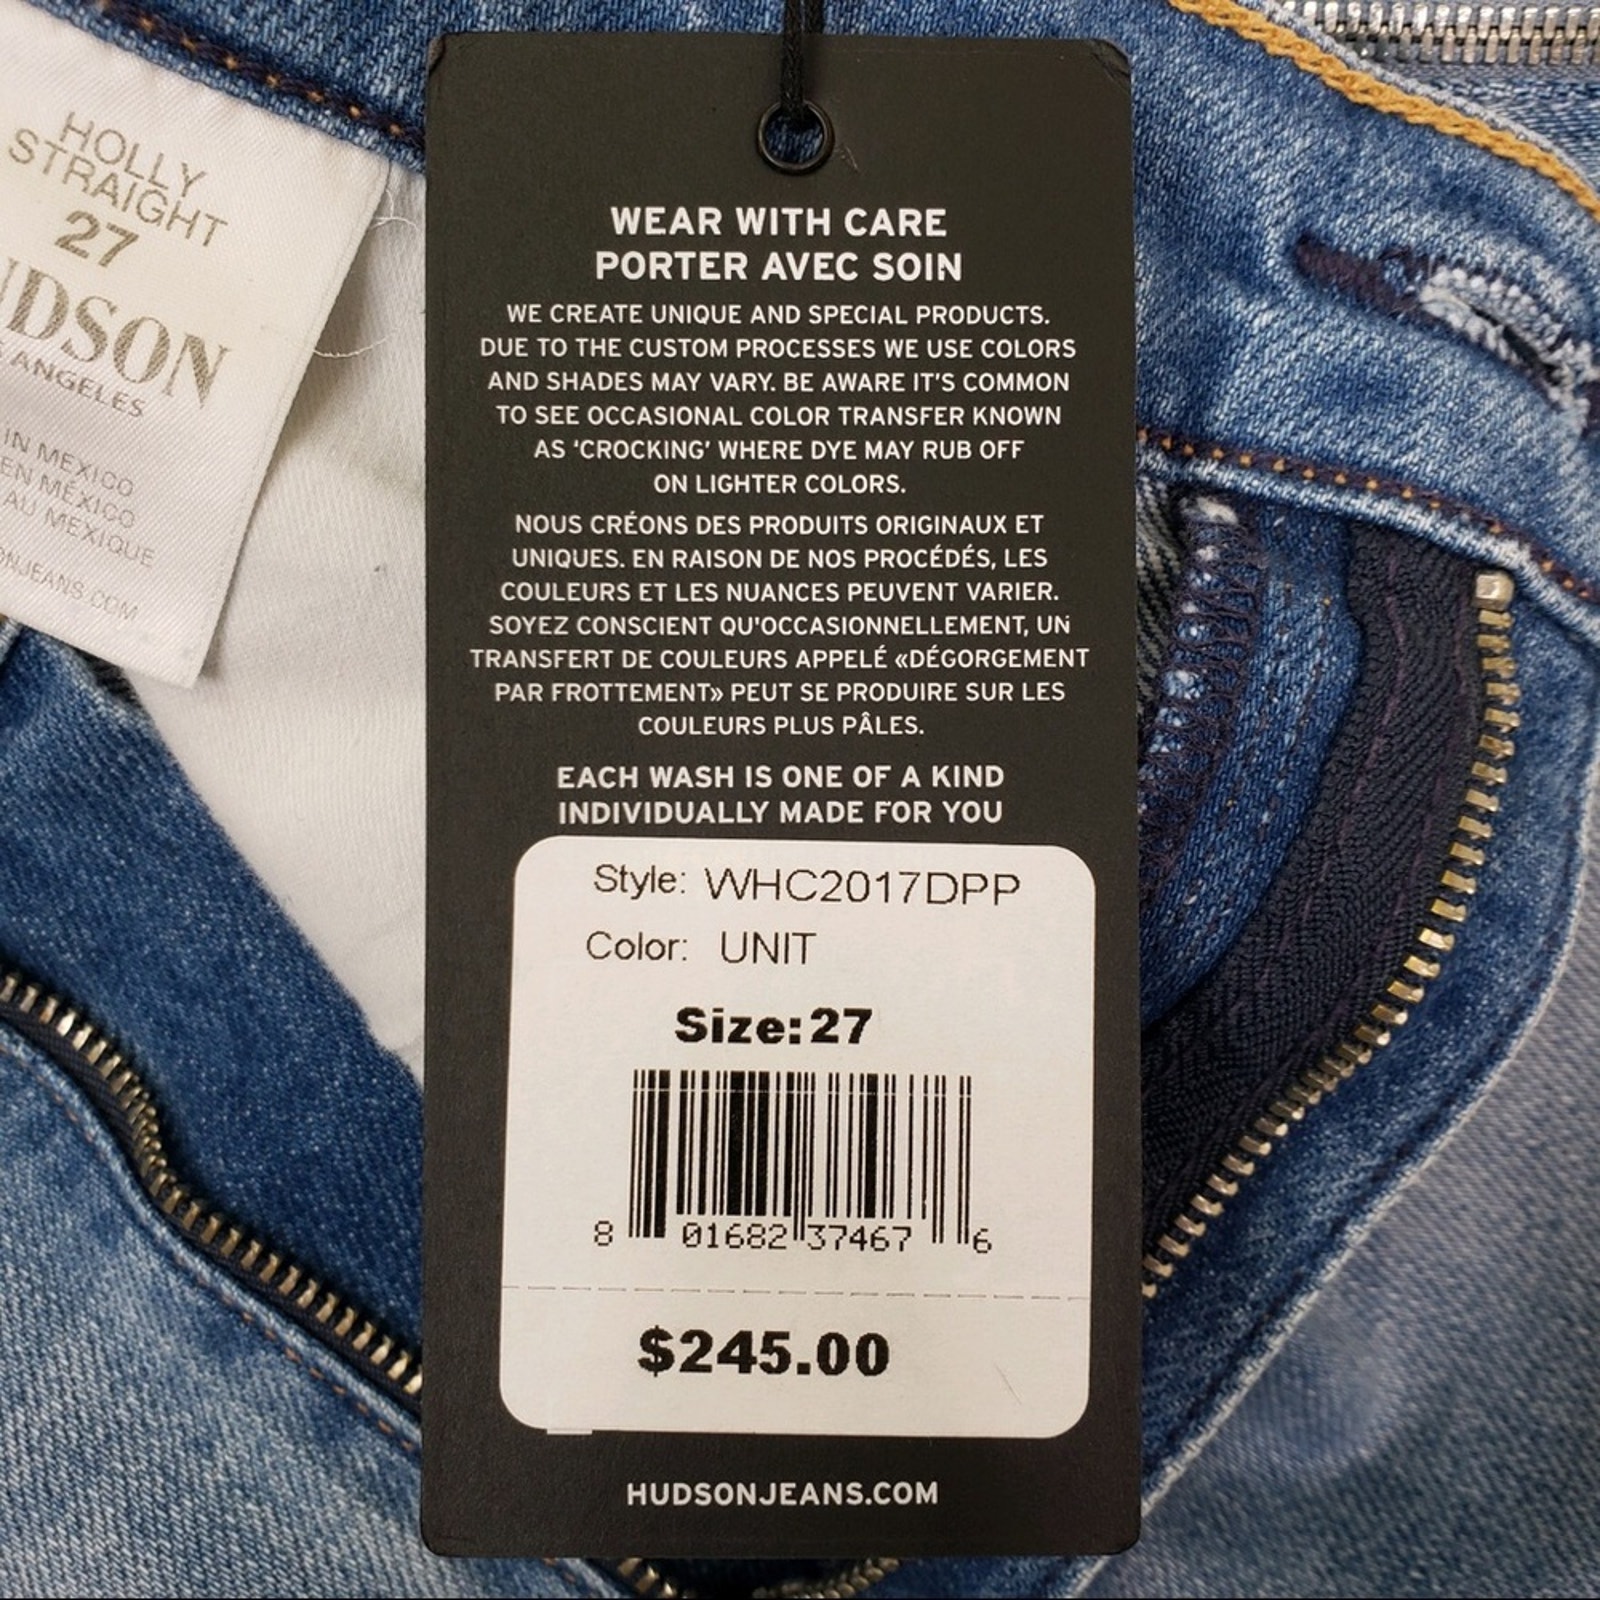 HOLLY
STRAIGHT
27
UDSON
ANGELES
IN MEXICO
EN MÉXICO
AU MEXIQUE
ONJEANS.COM
WEAR WITH CARE
PORTER AVEC SOIN
WE CREATE UNIQUE AND SPECIAL PRODUCTS.
DUE TO THE CUSTOM PROCESSES WE USE COLORS
AND SHADES MAY VARY. BE AWARE IT'S COMMON
TO SEE OCCASIONAL COLOR TRANSFER KNOWN
AS ‘CROCKING’ WHERE DYE MAY RUB OFF
ON LIGHTER COLORS.
NOUS CRÉONS DES PRODUITS ORIGINAUX ET
UNIQUES. EN RAISON DE NOS PROCÉDÉS, LES
COULEURS ET LES NUANCES PEUVENT VARIER.
SOYEZ CONSCIENT QU'OCCASIONNELLEMENT, UN
TRANSFERT DE COULEURS APPELÉ «DÉGORGEMENT
PAR FROTTEMENT» PEUT SE PRODUIRE SUR LES
COULEURS PLUS PÂLES.
EACH WASH IS ONE OF A KIND
INDIVIDUALLY MADE FOR YOU
Style: WHC2017DPP
Color: UNIT
Size:27
8 01682 37467 6
$245.00
HUDSONJEANS.COM